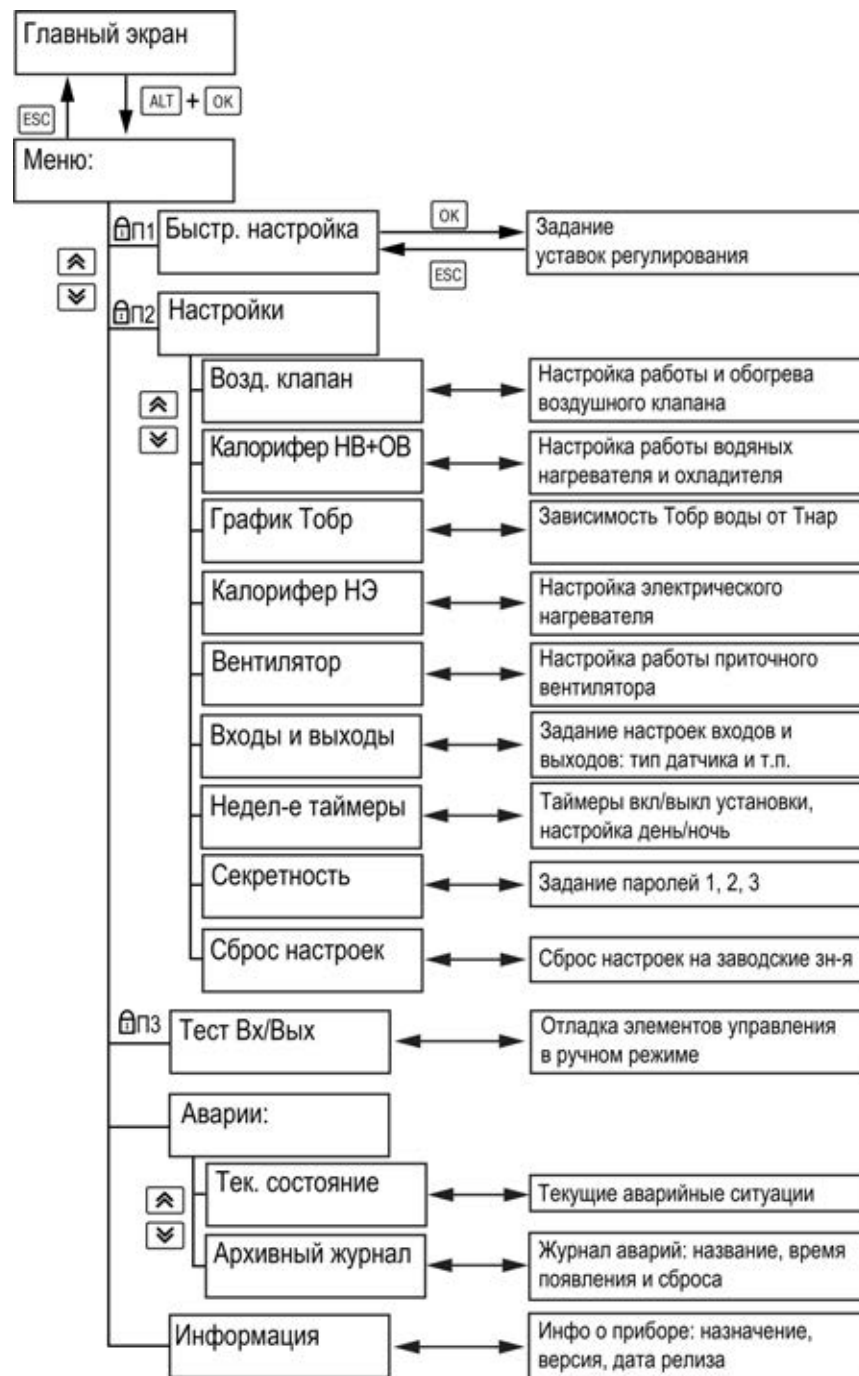 Главный экран
ESC
ALT + OK
Меню:
П1
Быстр. настройка
OK
ESC
Задание
уставок регулирования
П2
Настройки
Возд. клапан
Настройка работы и обогрева
воздушного клапана
Калорифер НВ+ОВ
Настройка работы водяных
нагревателя и охладителя
График Тобр
Зависимость Тобр воды от Тнар
Калорифер НЭ
Настройка электрического
нагревателя
Вентилятор
Настройка работы приточного
вентилятора
Входы и выходы
Задание настроек входов и
выходов: тип датчика и т.п.
Недел-е таймеры
Таймеры вкл/выкл установки,
настройка день/ночь
Секретность
Задание паролей 1, 2, 3
Сброс настроек
Сброс настроек на заводские зн-я
П3
Тест Вх/Вых
Отладка элементов управления
в ручном режиме
Аварии:
Тек. состояние
Текущие аварийные ситуации
Архивный журнал
Журнал аварий: название, время
появления и сброса
Информация
Инфо о приборе: назначение,
версия, дата релиза